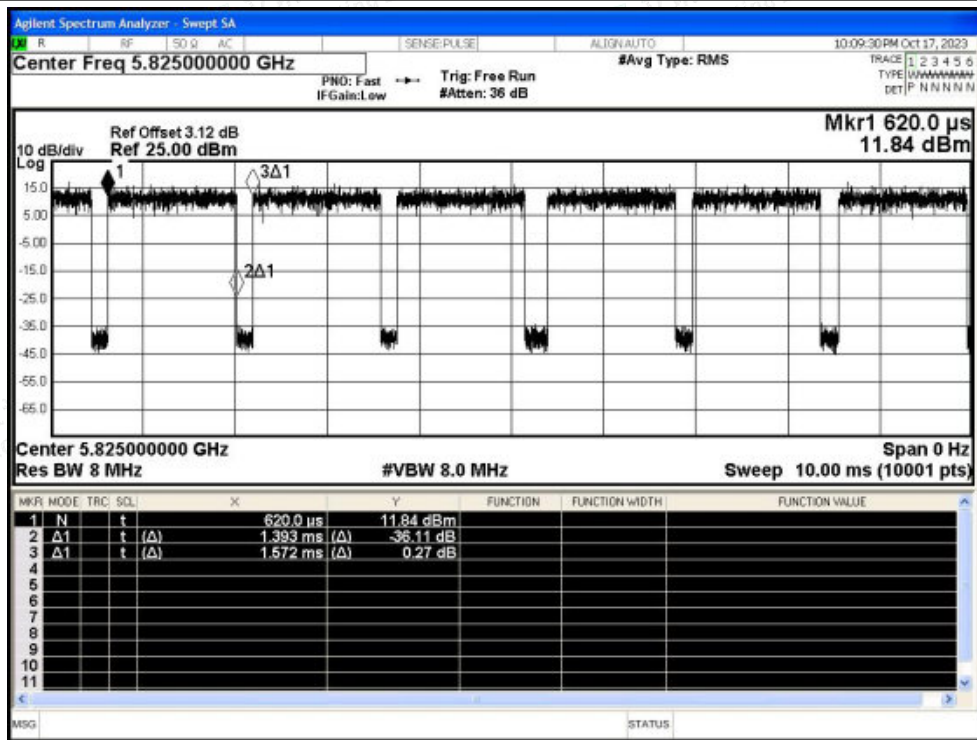 Agilent Spectrum Analyzer - Swept SA
LXI R RF 50 Ω AC SENSE:PULSE ALIGN AUTO 10:09:30 PM Oct 17, 2023
Center Freq 5.825000000 GHz #Avg Type: RMS TRACE 1 2 3 4 5 6
PNO: Fast Trig: Free Run TYPE WWWWWW
IFGain:Low #Atten: 36 dB DET P N N N N N
Mkr1 620.0 µs
Ref Offset 3.12 dB
10 dB/div Ref 25.00 dBm 11.84 dBm
Log
1 3Δ1
15.0
5.00
-5.00
-15.0
2Δ1
-25.0
-35.0
-45.0
-55.0
-65.0
Center 5.825000000 GHz Span 0 Hz
Res BW 8 MHz #VBW 8.0 MHz Sweep 10.00 ms (10001 pts)
MKR MODE TRC SCL X Y FUNCTION FUNCTION WIDTH FUNCTION VALUE
1 N t 620.0 µs 11.84 dBm
2 Δ1 t (Δ) 1.393 ms (Δ) -36.11 dB
3 Δ1 t (Δ) 1.572 ms (Δ) 0.27 dB
4
5
6
7
8
9
10
11
MSG STATUS